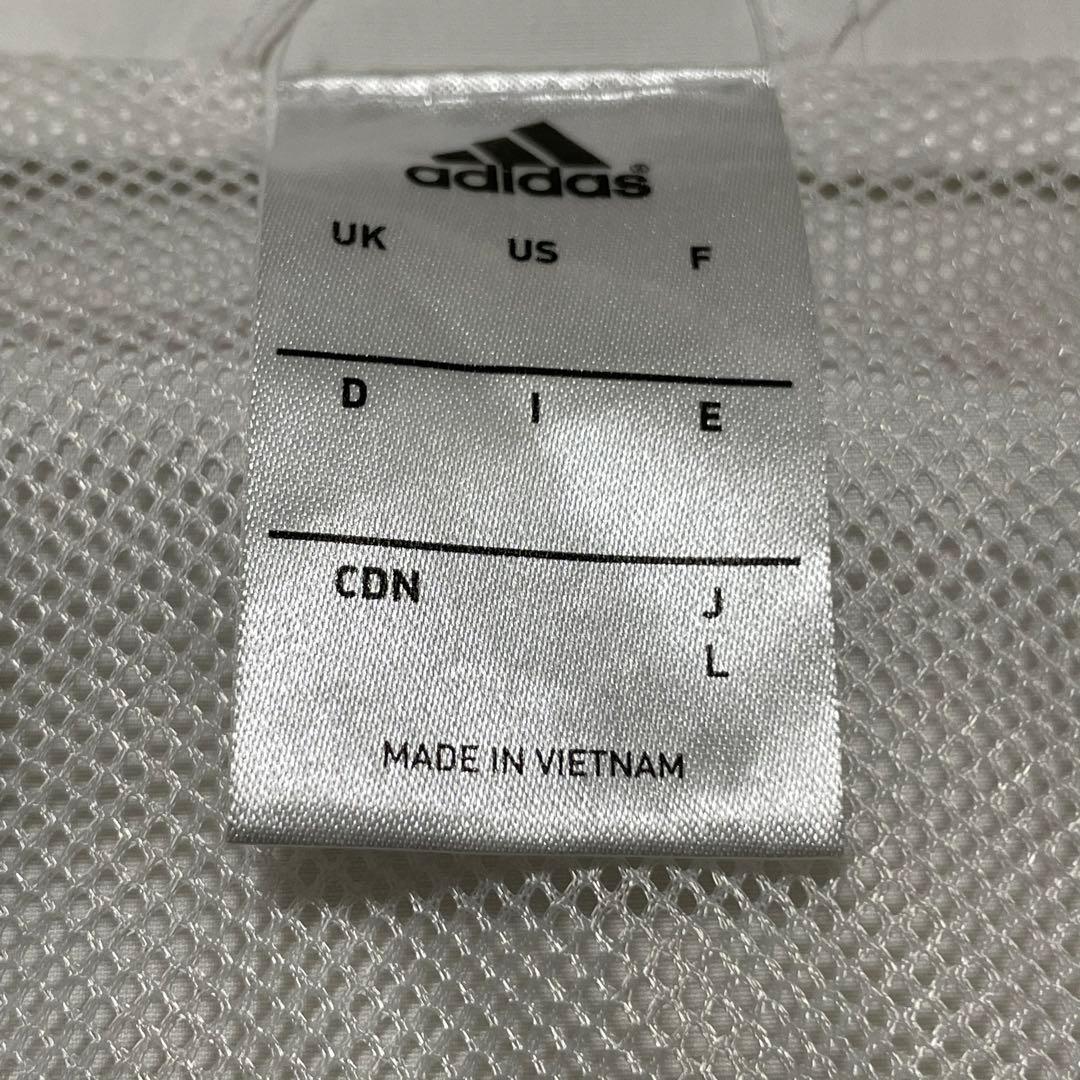 adidas®
UK US F
D I E
CDN J
L
MADE IN VIETNAM